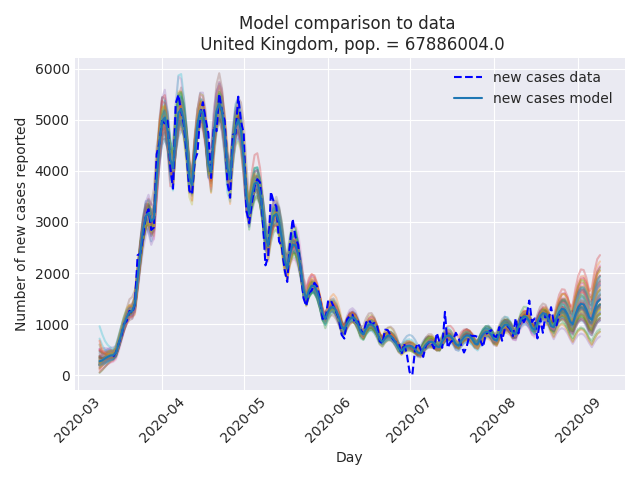 Model comparison to data
United Kingdom, pop. = 67886004.0
new cases data
new cases model
Number of new cases reported
6000
5000
4000
3000
2000
1000
0
2020-03
2020-04
2020-05
2020-06
2020-07
2020-08
2020-09
Day